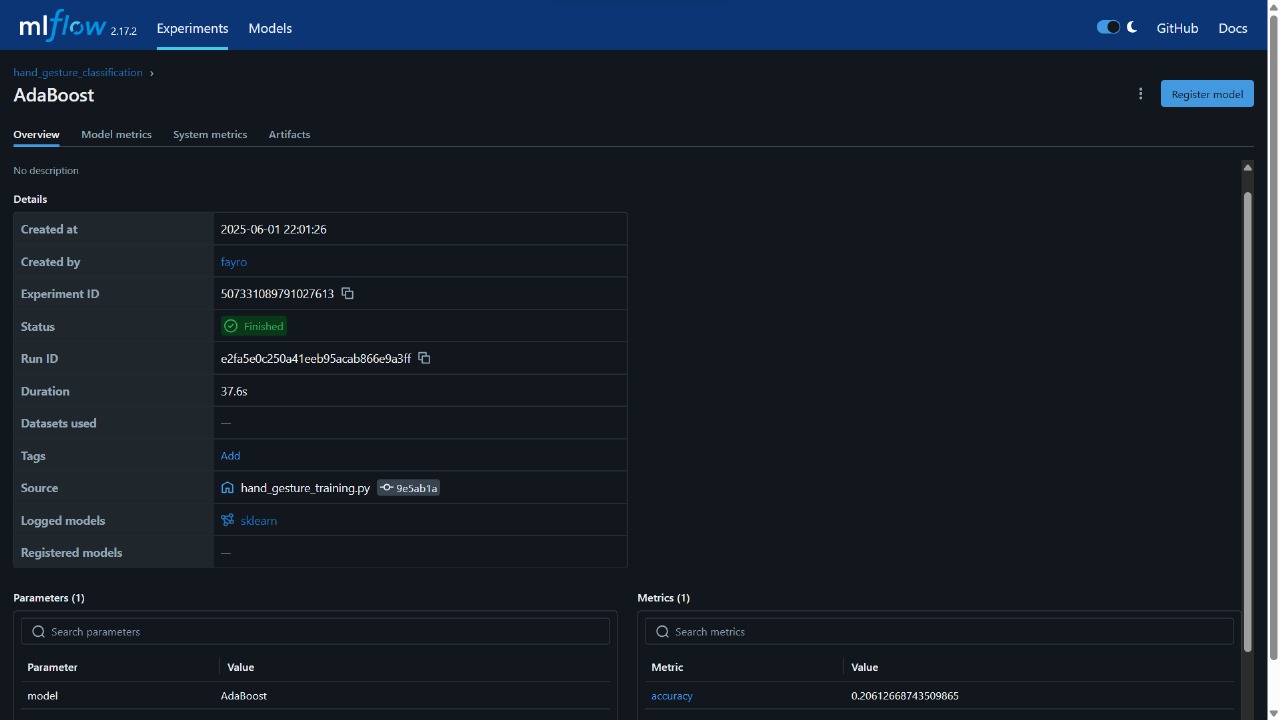 mlflow 2.17.2 Experiments Models GitHub Docs
hand_gesture_classification ›
AdaBoost
Register model
Overview Model metrics System metrics Artifacts
No description
Details
Created at 2025-06-01 22:01:26
Created by fayro
Experiment ID 507331089791027613
Status Finished
Run ID e2fa5e0c250a41eeb95acab866e9a3ff
Duration 37.6s
Datasets used —
Tags Add
Source hand_gesture_training.py 9e5ab1a
Logged models sklearn
Registered models —
Parameters (1) Metrics (1)
Search parameters Search metrics
Parameter Value Metric Value
model AdaBoost accuracy 0.20612668743509865